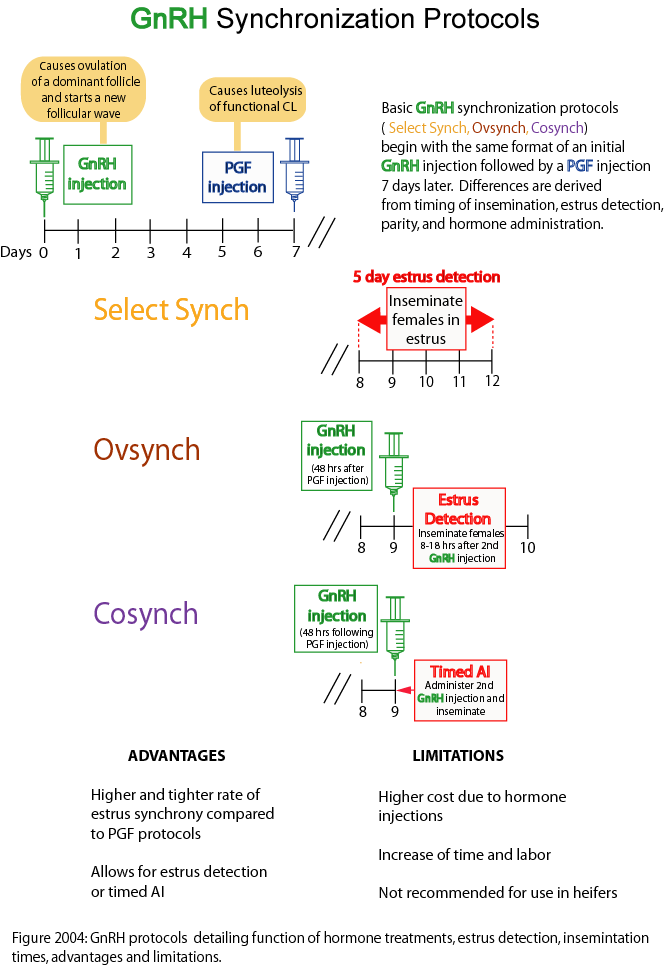 GnRH Synchronization Protocols
Causes ovulation
of a dominant follicle
and starts a new
follicular wave
Causes luteolysis
of functional CL
GnRH
injection
PGF
injection
Days 0 1 2 3 4 5 6 7
Basic GnRH synchronization protocols
( Select Synch, Ovsynch, Cosynch)
begin with the same format of an initial
GnRH injection followed by a PGF injection
7 days later. Differences are derived
from timing of insemination, estrus detection,
parity, and hormone administration.
Select Synch
5 day estrus detection
Inseminate
females in
estrus
8 9 10 11 12
Ovsynch
GnRH
injection
(48 hrs after
PGF injection)
Estrus
Detection
Inseminate females
8-18 hrs after 2nd
GnRH injection
8 9 10
Cosynch
GnRH
injection
(48 hrs following
PGF injection)
Timed AI
Administer 2nd
GnRH injection and
inseminate
8 9
ADVANTAGES
Higher and tighter rate of
estrus synchrony compared
to PGF protocols
Allows for estrus detection
or timed AI
LIMITATIONS
Higher cost due to hormone
injections
Increase of time and labor
Not recommended for use in heifers
Figure 2004: GnRH protocols detailing function of hormone treatments, estrus detection, insemintation
times, advantages and limitations.